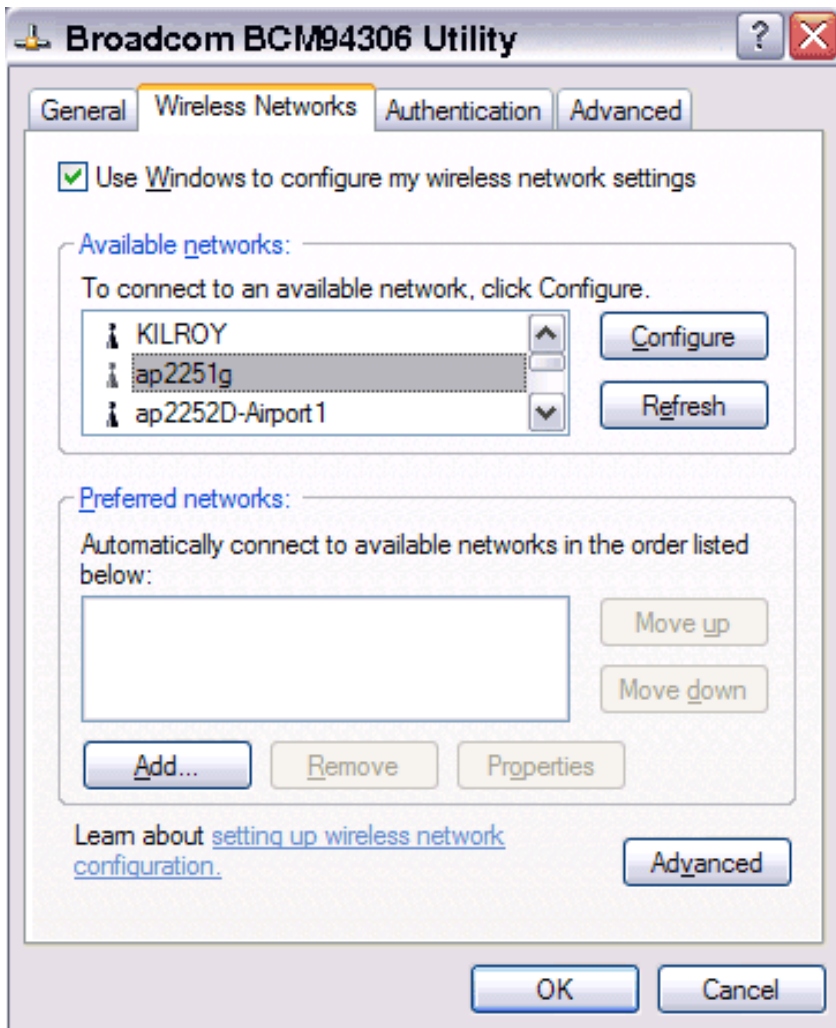 Broadcom BCM94306 Utility
General
Wireless Networks
Authentication
Advanced
Use Windows to configure my wireless network settings
Available networks:
To connect to an available network, click Configure.
KILROY
ap2251g
ap2252D-Airport1
Configure
Refresh
Preferred networks:
Automatically connect to available networks in the order listed
below:
Move up
Move down
Add...
Remove
Properties
Learn about setting up wireless network
configuration.
Advanced
OK
Cancel